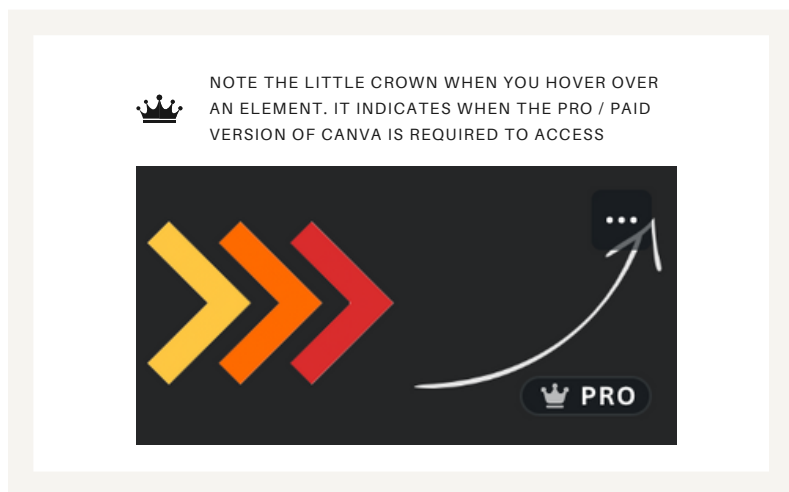 NOTE THE LITTLE CROWN WHEN YOU HOVER OVER
AN ELEMENT. IT INDICATES WHEN THE PRO / PAID
VERSION OF CANVA IS REQUIRED TO ACCESS
PRO